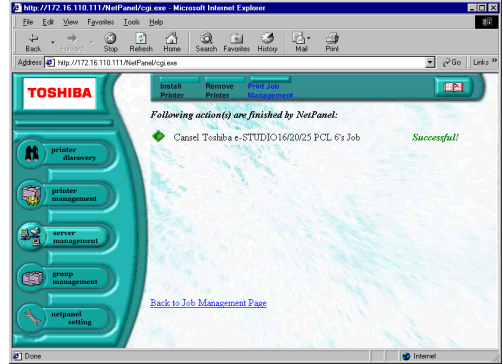 http://172.16.110.111/NetPanel/cgi.exe - Microsoft Internet Explorer
File Edit View Favorites Tools Help
Back Forward Stop Refresh Home Search Favorites History Mail Print
Address http://172.16.110.111/NetPanel/cgi.exe Go Links »
TOSHIBA
Install Printer
Remove Printer
Print Job Management
Following action(s) are finished by NetPanel:
Cansel Toshiba e-STUDIO16/20/25 PCL 6's Job Successful!
printer
discovery
printer
management
server
management
group
management
netpanel
setting
Back to Job Management Page
Done Internet